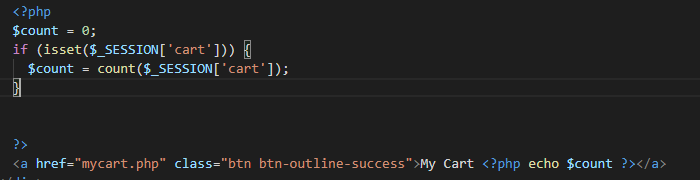 <?php
$count = 0;
if (isset($_SESSION['cart'])) {
  $count = count($_SESSION['cart']);
}
?>
<a href="mycart.php" class="btn btn-outline-success">My Cart <?php echo $count ?></a>